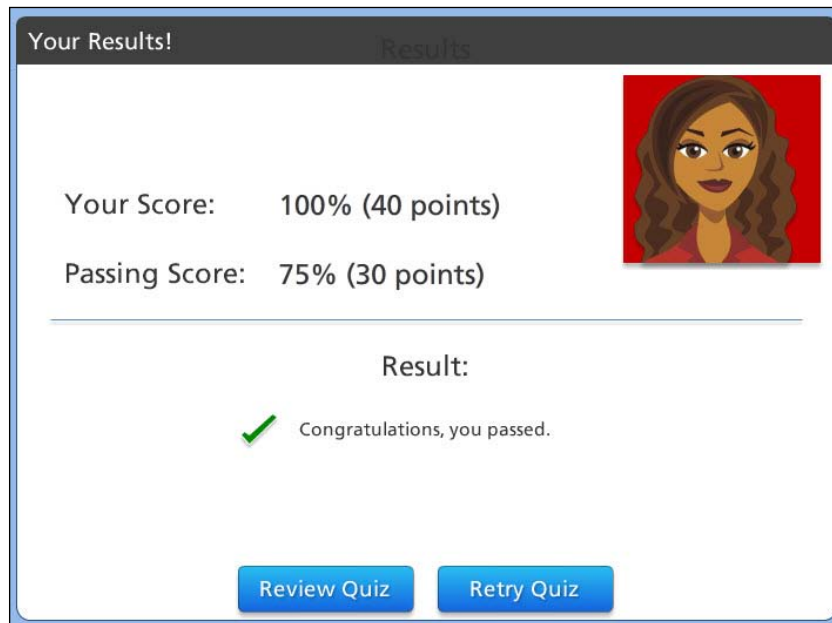 Your Results!
Results
Your Score: 100% (40 points)
Passing Score: 75% (30 points)
Result:
Congratulations, you passed.
Review Quiz Retry Quiz